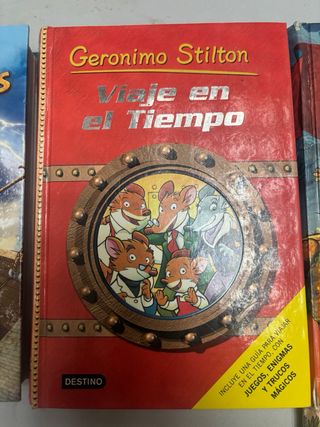 Geronimo Stilton
Viaje en
el Tiempo
INCLUYE UNA GUÍA PARA VIAJAR
EN EL TIEMPO, CON
JUEGOS, ENIGMAS
Y TRUCOS
MÁGICOS
DESTINO